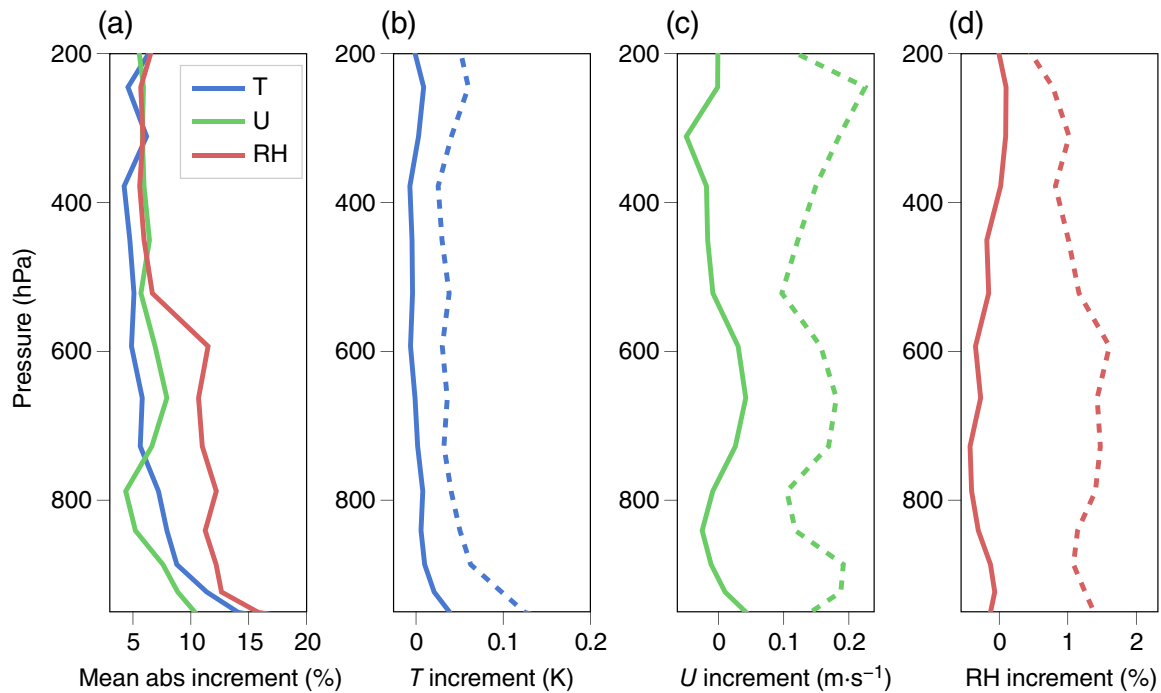 (a)
(b)
(c)
(d)
200
400
600
800
200
400
600
800
200
400
600
800
200
400
600
800
T
U
RH
Pressure (hPa)
5 10 15 20
0 0.1 0.2
0 0.1 0.2
0 1 2
Mean abs increment (%)
T increment (K)
U increment (m·s⁻¹)
RH increment (%)